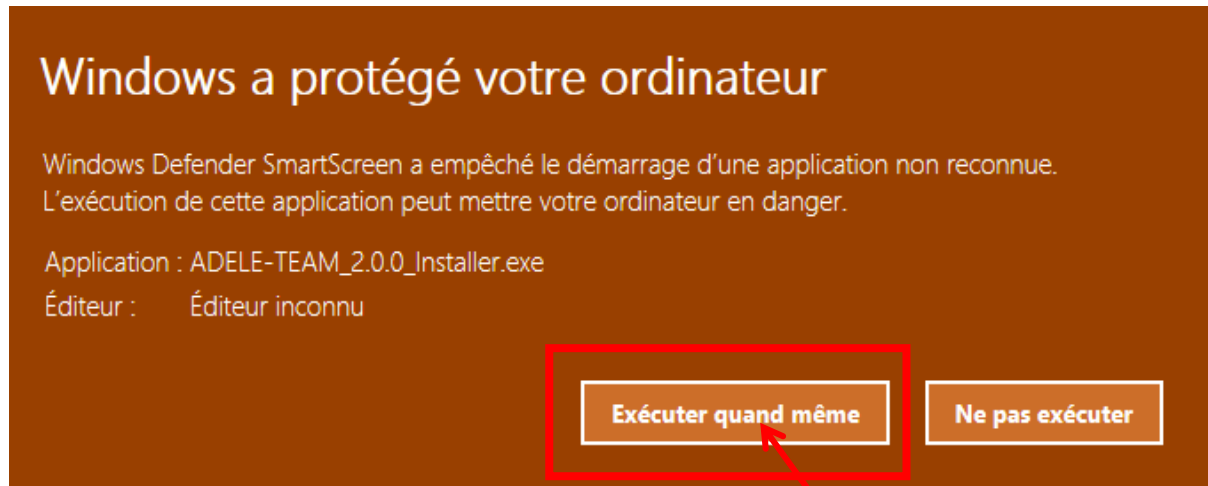 Windows a protégé votre ordinateur
Windows Defender SmartScreen a empêché le démarrage d’une application non reconnue.
L’exécution de cette application peut mettre votre ordinateur en danger.
Application : ADELE-TEAM_2.0.0_Installer.exe
Éditeur : Éditeur inconnu
Exécuter quand même Ne pas exécuter